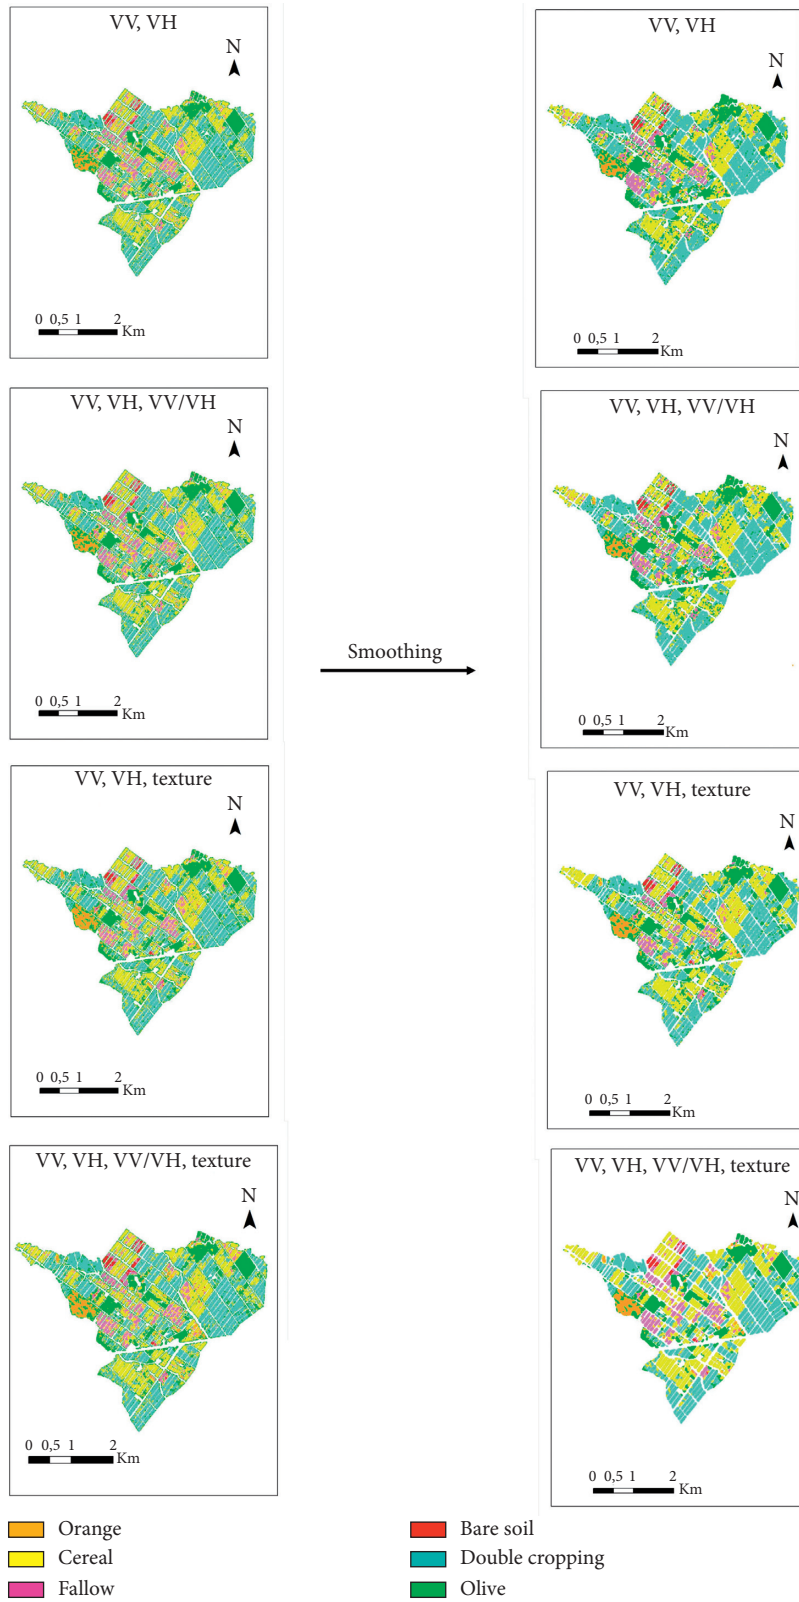 VV, VH
N
0 0,5 1 2
Km
VV, VH
N
0 0,5 1 2
Km
VV, VH, VV/VH
N
0 0,5 1 2
Km
Smoothing
VV, VH, VV/VH
N
0 0,5 1 2
Km
VV, VH, texture
N
0 0,5 1 2
Km
VV, VH, texture
N
0 0,5 1 2
Km
VV, VH, VV/VH, texture
N
0 0,5 1 2
Km
VV, VH, VV/VH, texture
N
0 0,5 1 2
Km
Orange
Cereal
Fallow
Bare soil
Double cropping
Olive